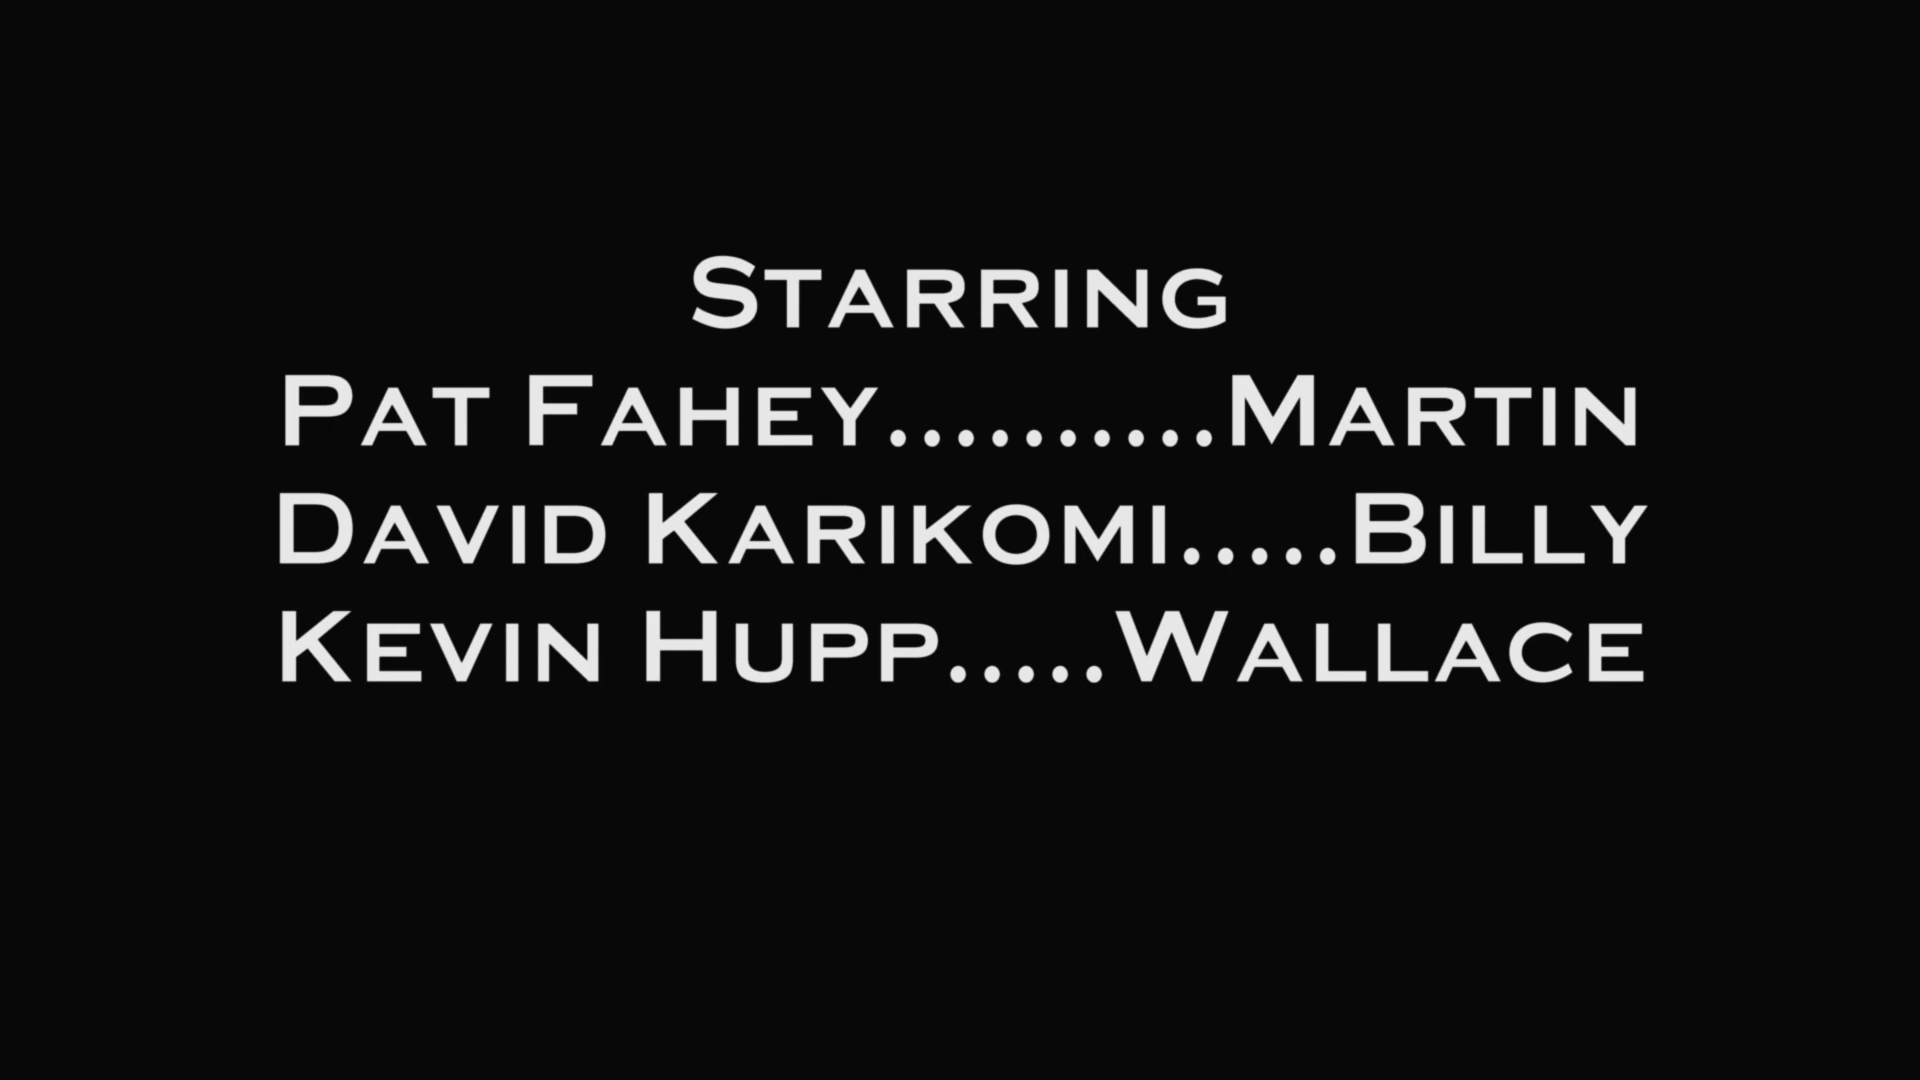 Starring
Pat Fahey..........Martin
David Karikomi.....Billy
Kevin Hupp.....Wallace